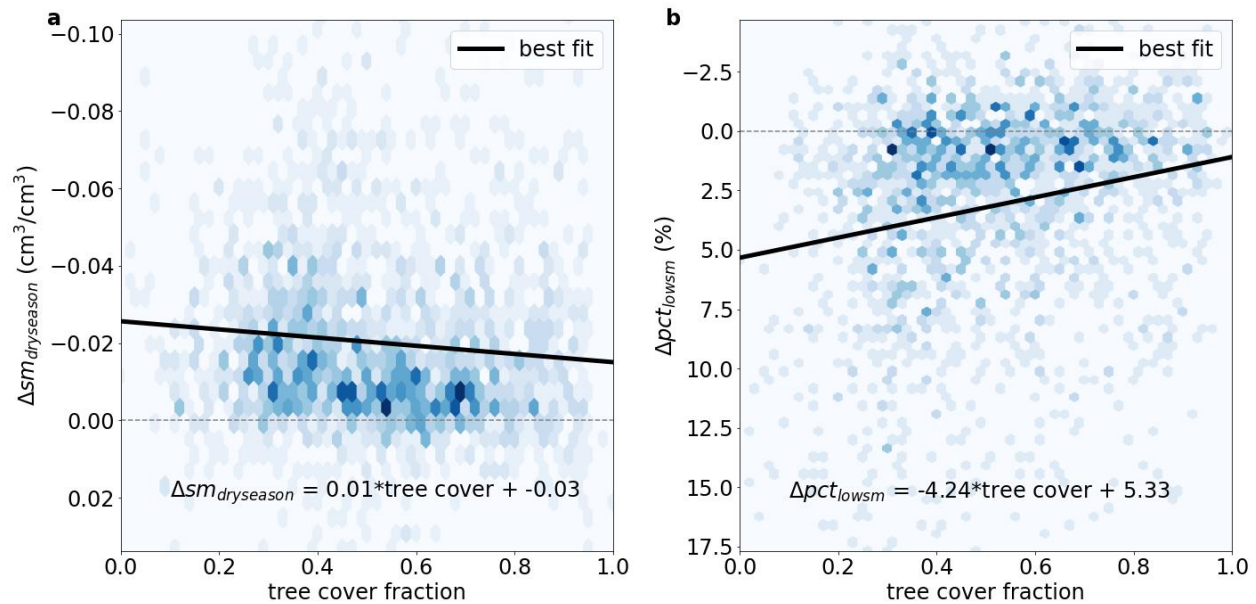 a
best fit
−0.10
−0.08
−0.06
−0.04
−0.02
0.00
0.02
Δsm_dryseason (cm³/cm³)
Δsm_dryseason = 0.01*tree cover + -0.03
0.0 0.2 0.4 0.6 0.8 1.0
tree cover fraction
b
best fit
−2.5
0.0
2.5
5.0
7.5
10.0
12.5
15.0
17.5
Δpct_lowsm (%)
Δpct_lowsm = -4.24*tree cover + 5.33
0.0 0.2 0.4 0.6 0.8 1.0
tree cover fraction